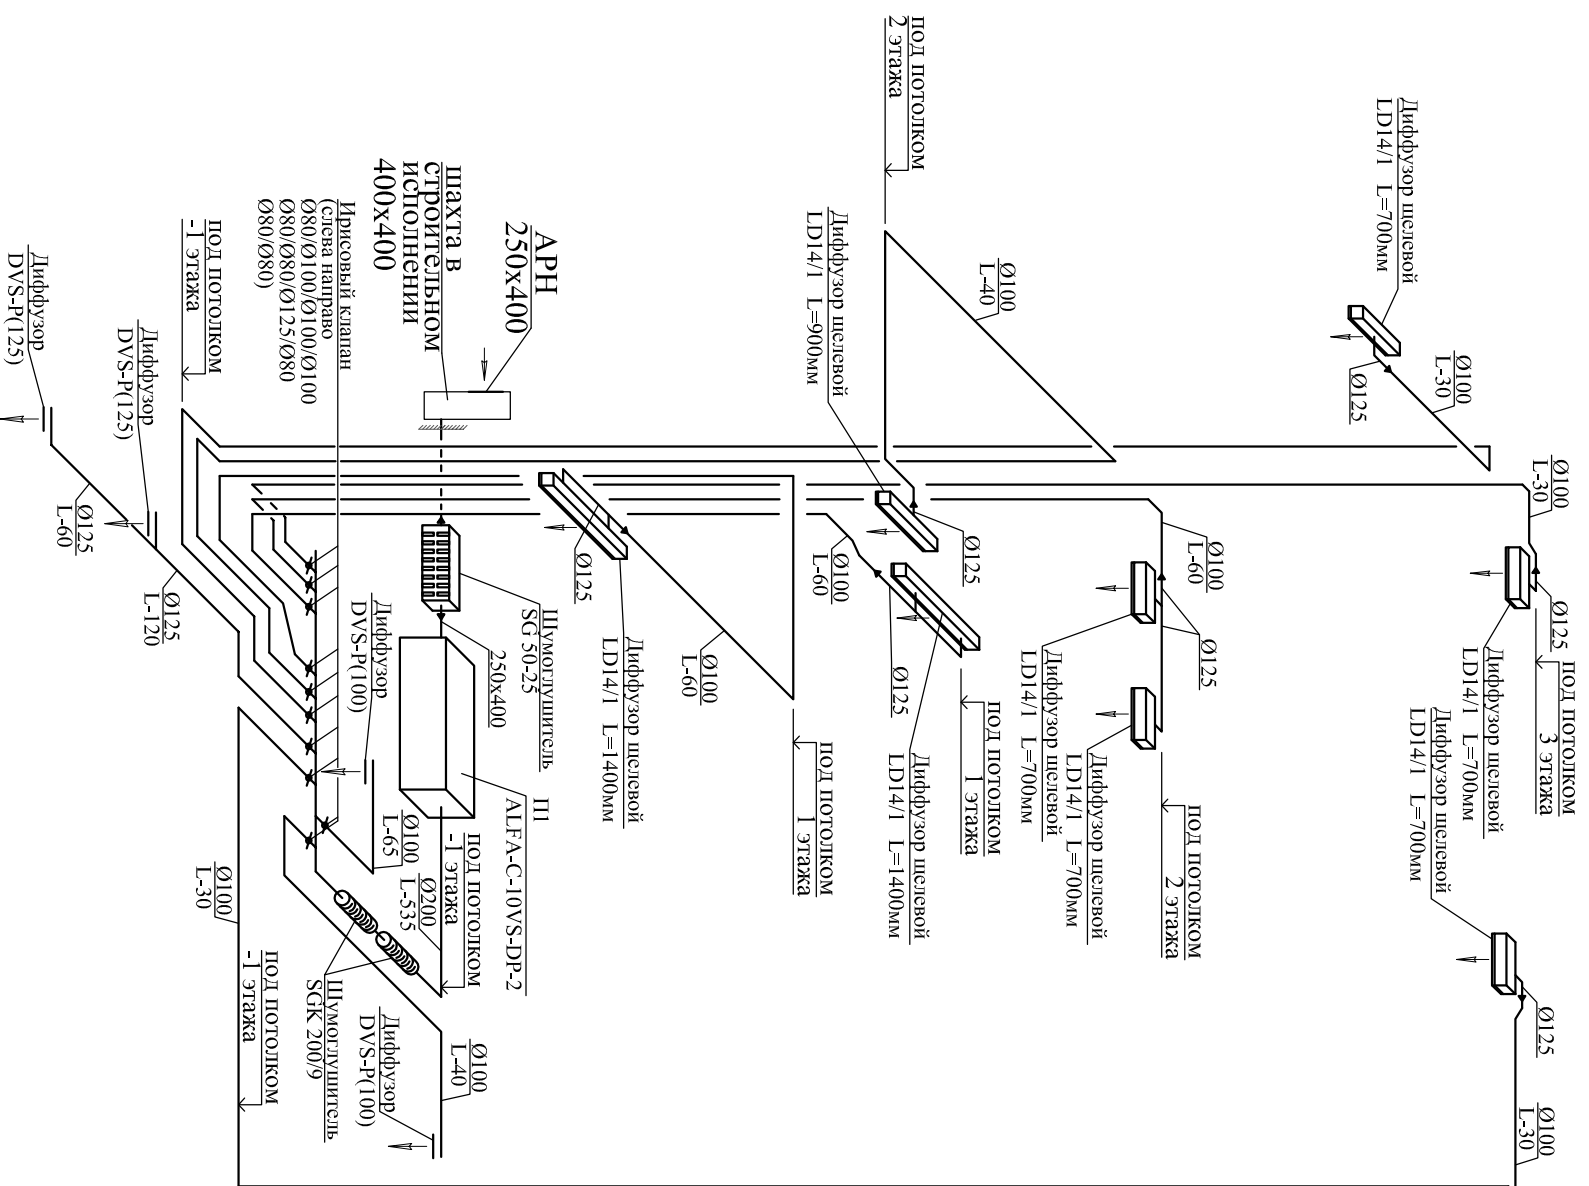 под потолком
2 этажа
Диффузор щелевой
LD14/1 L=700мм
Ø100
L-30
Ø125
Ø100
L-40
Диффузор щелевой
LD14/1 L=900мм
Ø125
АРН
250х400
шахта в
строительном
исполнении
400х400
Ирисовый клапан
(слева направо
Ø80/Ø100/Ø100/Ø100
Ø80/Ø80/Ø125/Ø80
Ø80/Ø80)
под потолком
-1 этажа
Диффузор
DVS-P(125)
Диффузор
DVS-P(125)
Ø125
L-60
Ø125
L-120
Диффузор
DVS-P(100)
Ø100
L-65
Шумоглушитель
SG 50-25
250х400
П1
ALFA-C-10VS-DP-2
под потолком
-1 этажа
Ø200
L-535
Шумоглушитель
SGK 200/9
Диффузор
DVS-P(100)
Ø100
L-40
Ø100
L-30
под потолком
-1 этажа
Ø125
Диффузор щелевой
LD14/1 L=1400мм
Ø100
L-60
под потолком
1 этажа
Ø100
L-60
Ø125
Диффузор щелевой
LD14/1 L=1400мм
под потолком
1 этажа
Ø100
L-60
Ø125
Диффузор щелевой
LD14/1 L=700мм
Диффузор щелевой
LD14/1 L=700мм
под потолком
2 этажа
Ø100
L-30
Ø125
под потолком
3 этажа
Диффузор щелевой
LD14/1 L=700мм
Диффузор щелевой
LD14/1 L=700мм
Ø125
Ø100
L-30